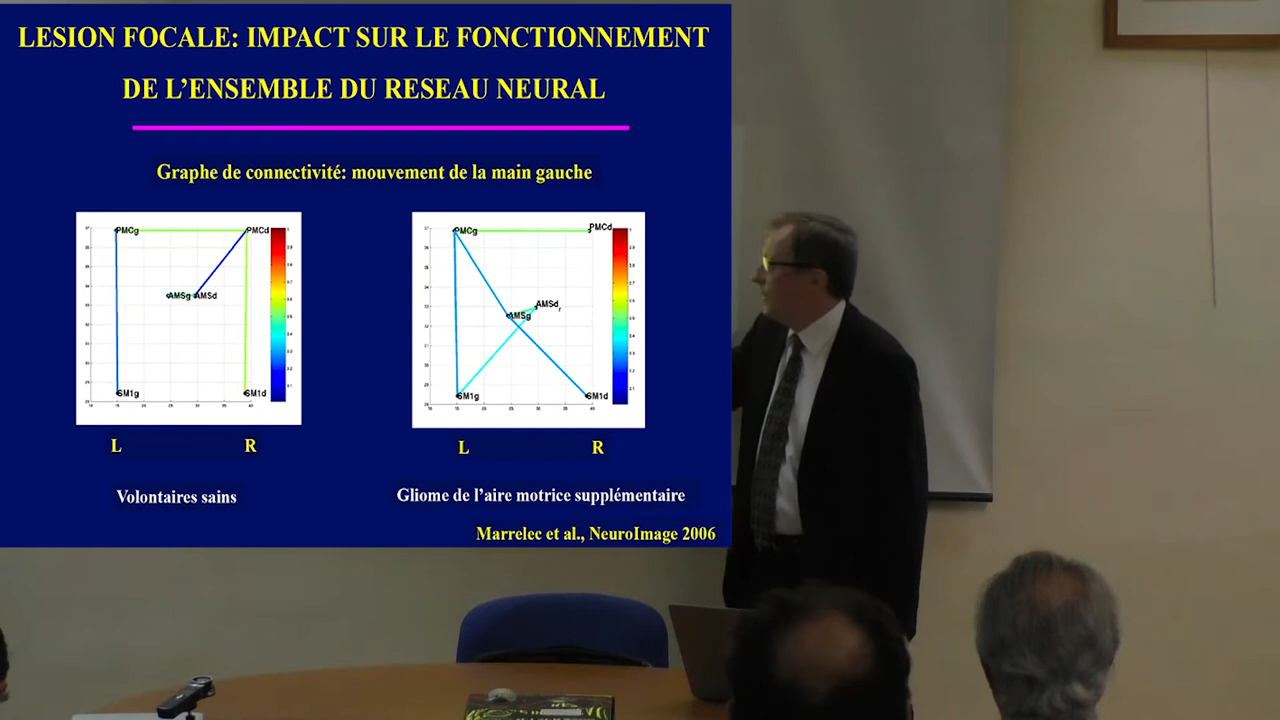 LESION FOCALE: IMPACT SUR LE FONCTIONNEMENT
DE L'ENSEMBLE DU RESEAU NEURAL
Graphe de connectivité: mouvement de la main gauche
PMCg PMCd
AMSg AMSd
SM1g SM1d
PMCg PMCd
AMSd
AMSg
SM1g SM1d
L R
L R
Volontaires sains
Gliome de l'aire motrice supplémentaire
Marrelec et al., NeuroImage 2006